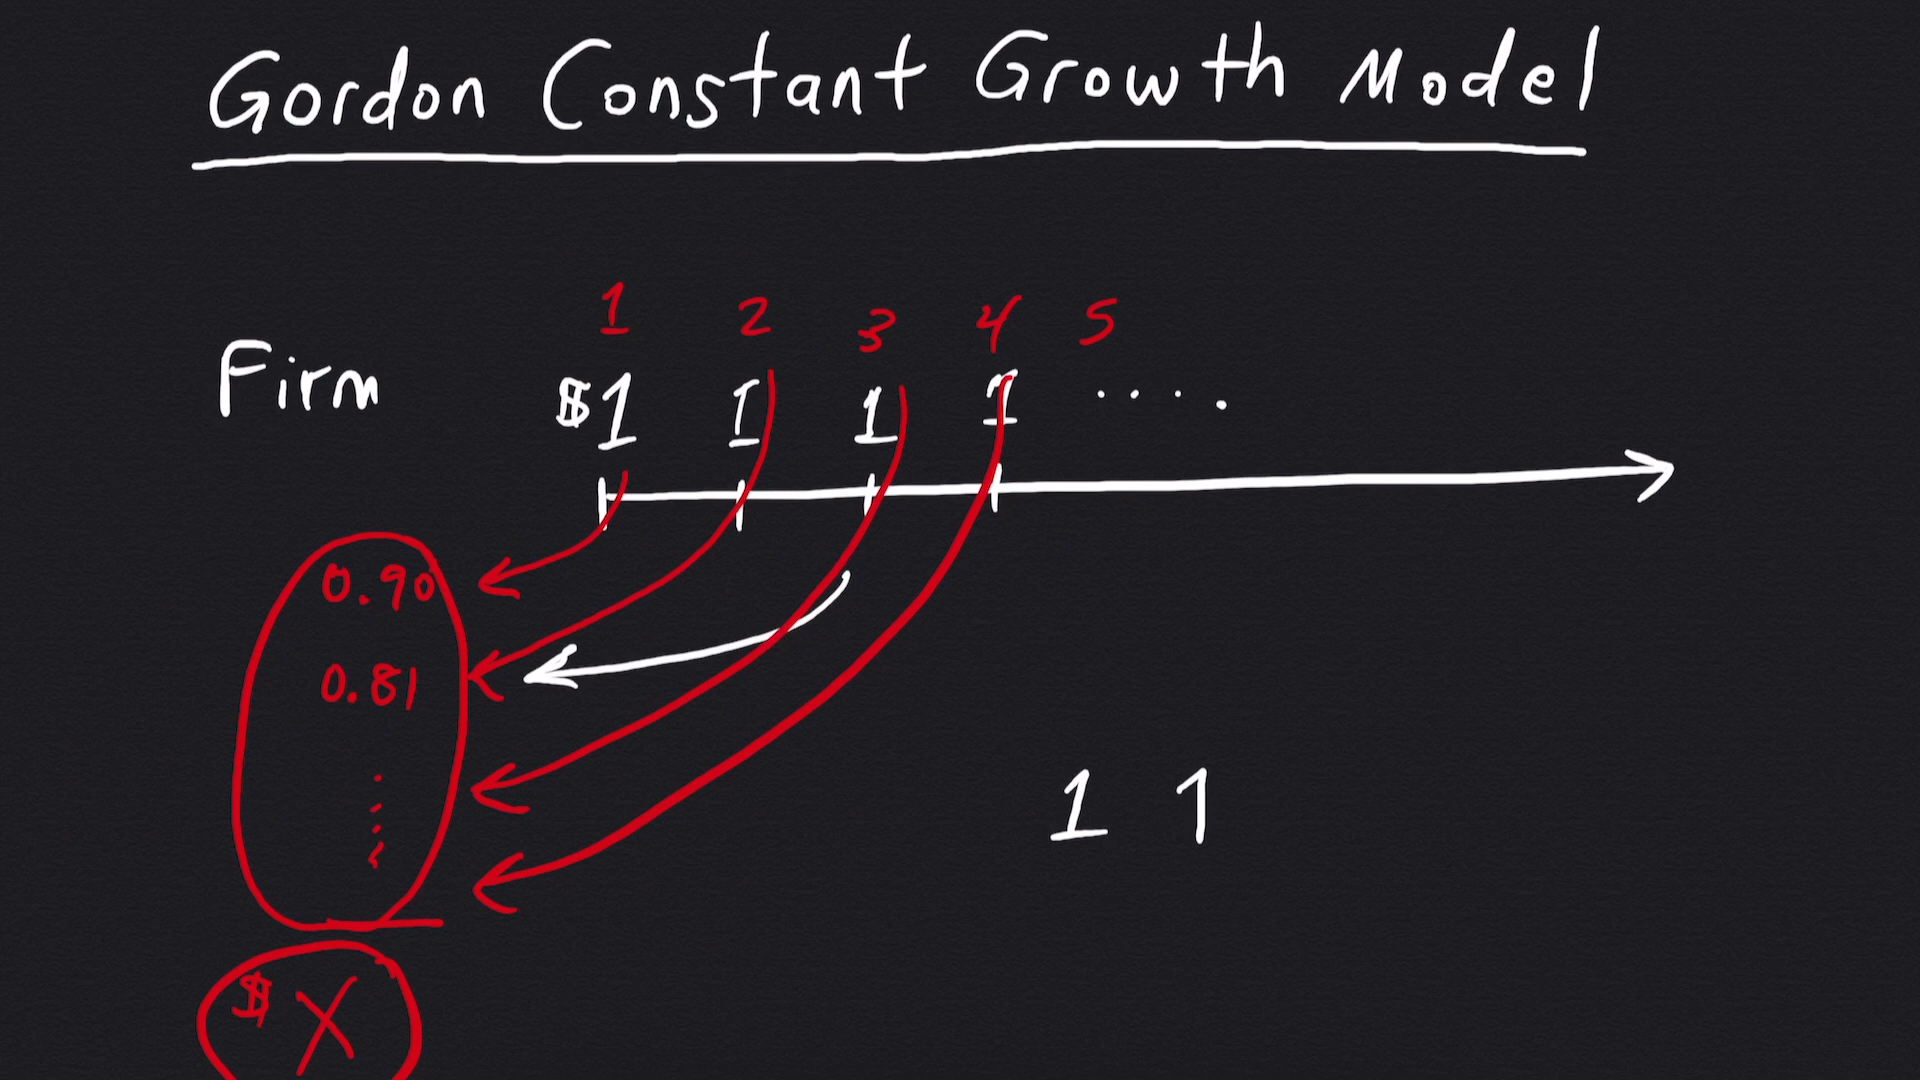 Gordon Constant Growth Model
1 2 3 4 5
Firm $1 1 1 1 ....
0.90
0.81
1 1
$X